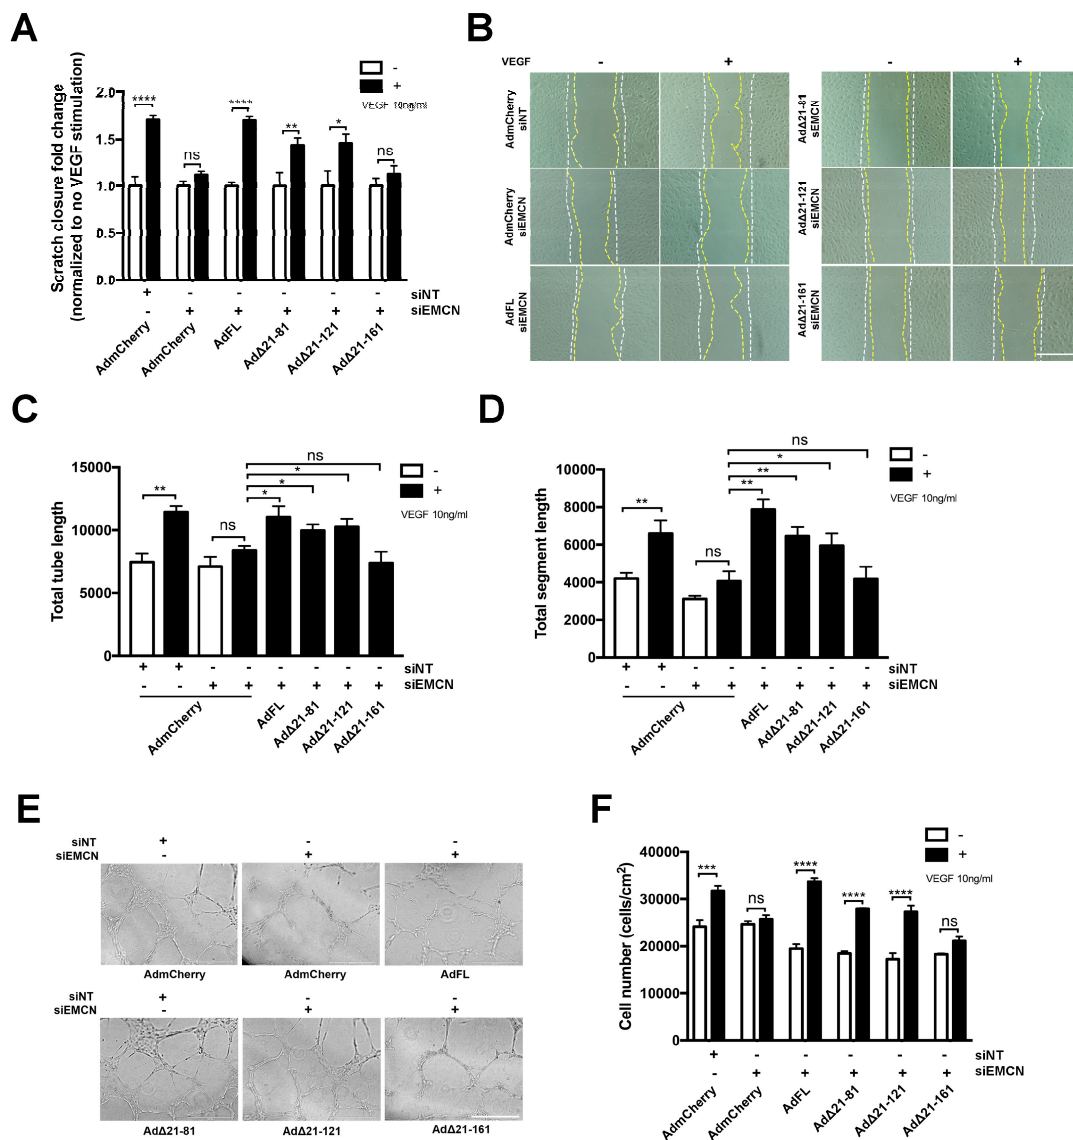 A
-
+
VEGF 10ng/ml
Scratch closure fold change
(normalized to no VEGF stimulation)
2.0
1.5
1.0
0.5
0.0
****
ns
****
**
*
ns
+ - - - - - siNT
- + + + + + siEMCN
AdmCherry
AdmCherry
AdFL
AdΔ21-81
AdΔ21-121
AdΔ21-161
B
VEGF - + - +
AdmCherry
siNT
AdmCherry
siEMCN
AdFL
siEMCN
AdΔ21-81
sEMCN
AdΔ21-121
siEMCN
AdΔ21-161
siEMCN
C
-
+
VEGF 10ng/ml
Total tube length
15000
10000
5000
0
**
ns
*
*
*
ns
+ + - - - - - - siNT
- - + + + + + + siEMCN
AdmCherry
AdFL
AdΔ21-81
AdΔ21-121
AdΔ21-161
D
-
+
VEGF 10ng/ml
Total segment length
10000
8000
6000
4000
2000
0
**
ns
**
**
*
ns
+ + - - - - - - siNT
- - + + + + + + siEMCN
AdmCherry
AdFL
AdΔ21-81
AdΔ21-121
AdΔ21-161
E
siNT + - -
siEMCN - + +
AdmCherry AdmCherry AdFL
siNT + - -
siEMCN - + +
AdΔ21-81 AdΔ21-121 AdΔ21-161
F
-
+
VEGF 10ng/ml
Cell number (cells/cm²)
40000
30000
20000
10000
0
***
ns
****
****
****
ns
+ - - - - - siNT
- + + + + + siEMCN
AdmCherry
AdmCherry
AdFL
AdΔ21-81
AdΔ21-121
AdΔ21-161